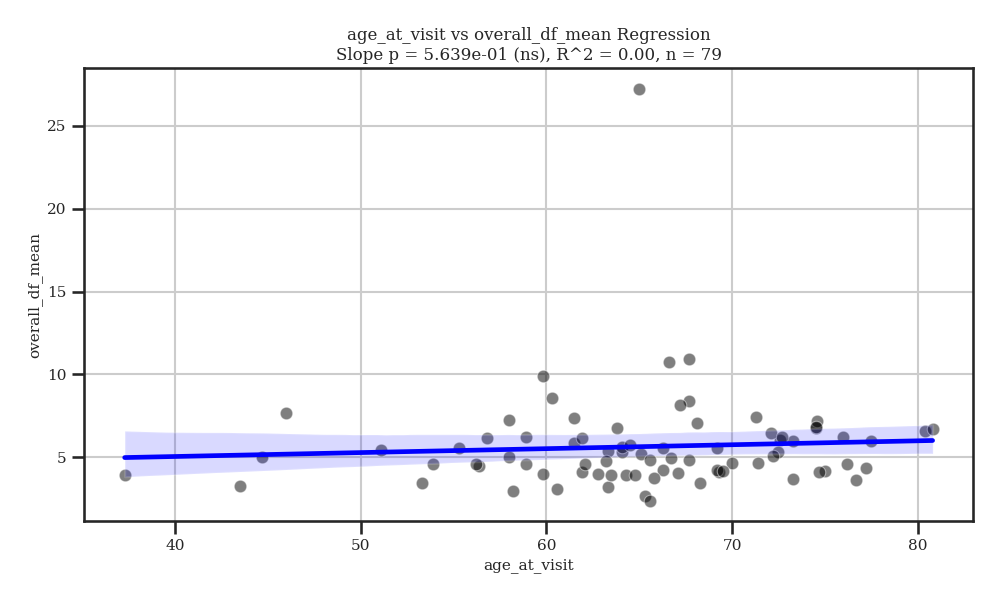 age_at_visit vs overall_df_mean Regression
Slope p = 5.639e-01 (ns), R^2 = 0.00, n = 79
overall_df_mean
25
20
15
10
5
40 50 60 70 80
age_at_visit